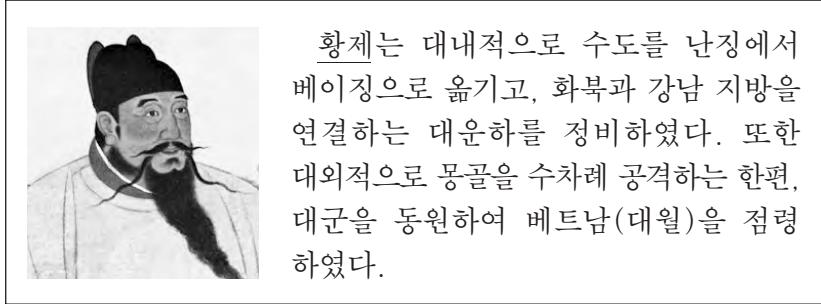 황제는 대내적으로 수도를 난징에서
베이징으로 옮기고, 화북과 강남 지방을
연결하는 대운하를 정비하였다. 또한
대외적으로 몽골을 수차례 공격하는 한편,
대군을 동원하여 베트남(대월)을 점령
하였다.